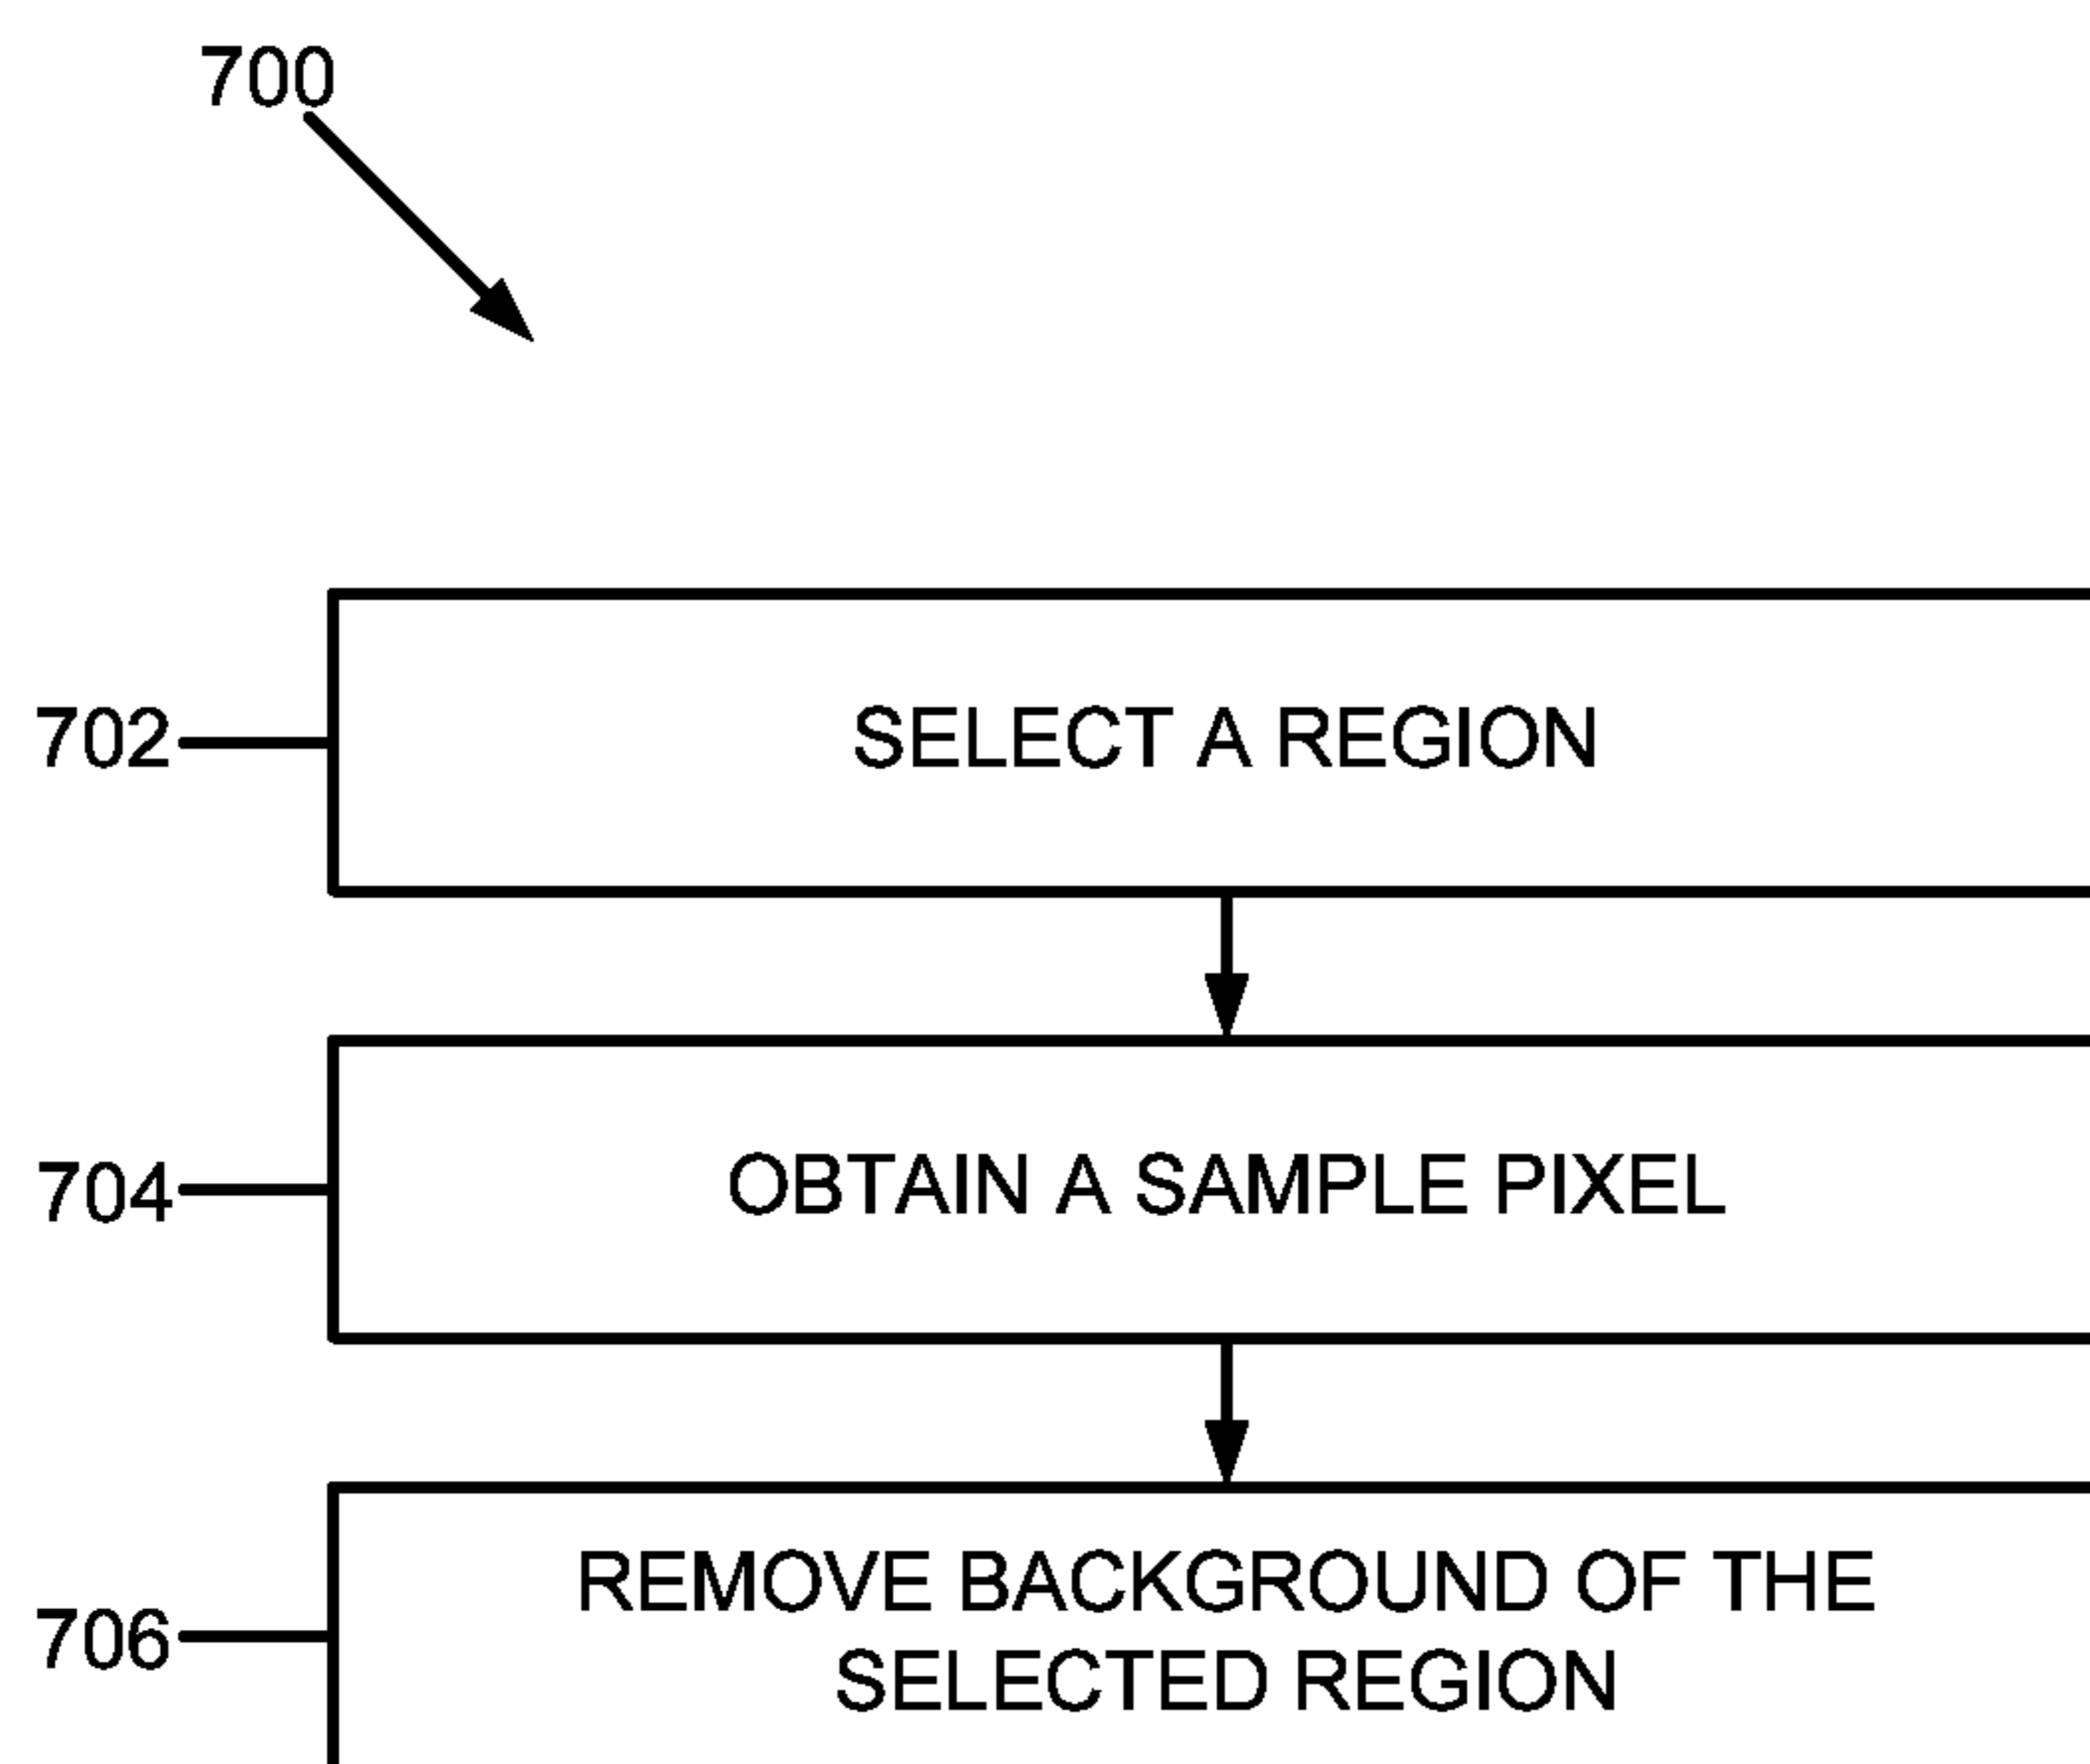 700
702
SELECT A REGION
704
OBTAIN A SAMPLE PIXEL
706
REMOVE BACKGROUND OF THE
SELECTED REGION